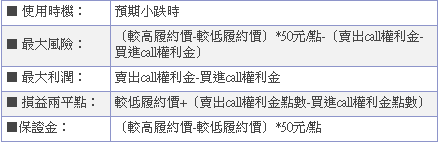 ■ 使用時機： 預期小跌時
■ 最大風險： （較高履約價-較低履約價）*50元/點-（賣出call權利金-
買進call權利金）
■ 最大利潤： 賣出call權利金-買進call權利金
■ 損益兩平點： 較低履約價+（賣出call權利金點數-買進call權利金點數）
■保證金： （較高履約價-較低履約價）*50元/點